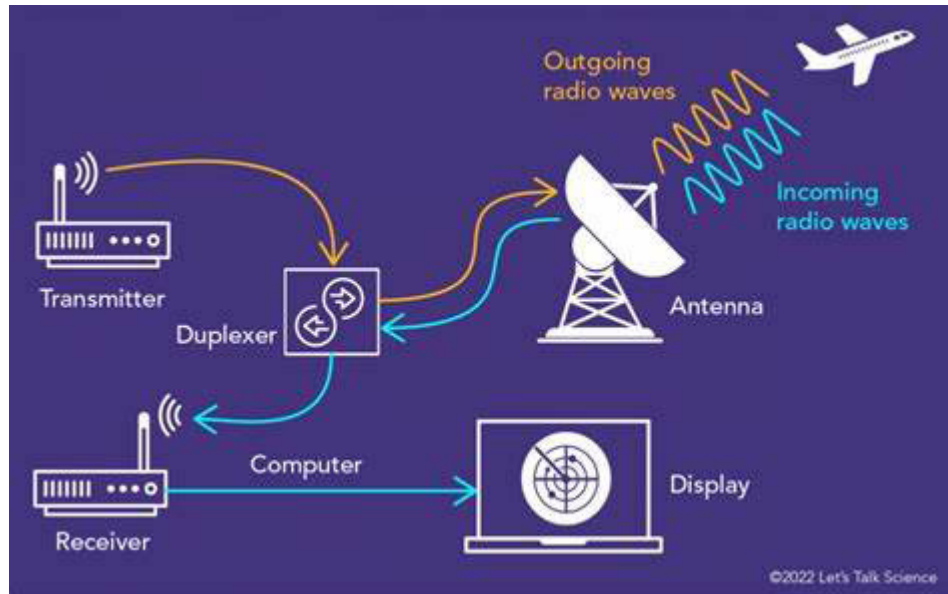 Outgoing
radio waves
Incoming
radio waves
Transmitter
Duplexer
Antenna
Computer
Display
Receiver
©2022 Let's Talk Science